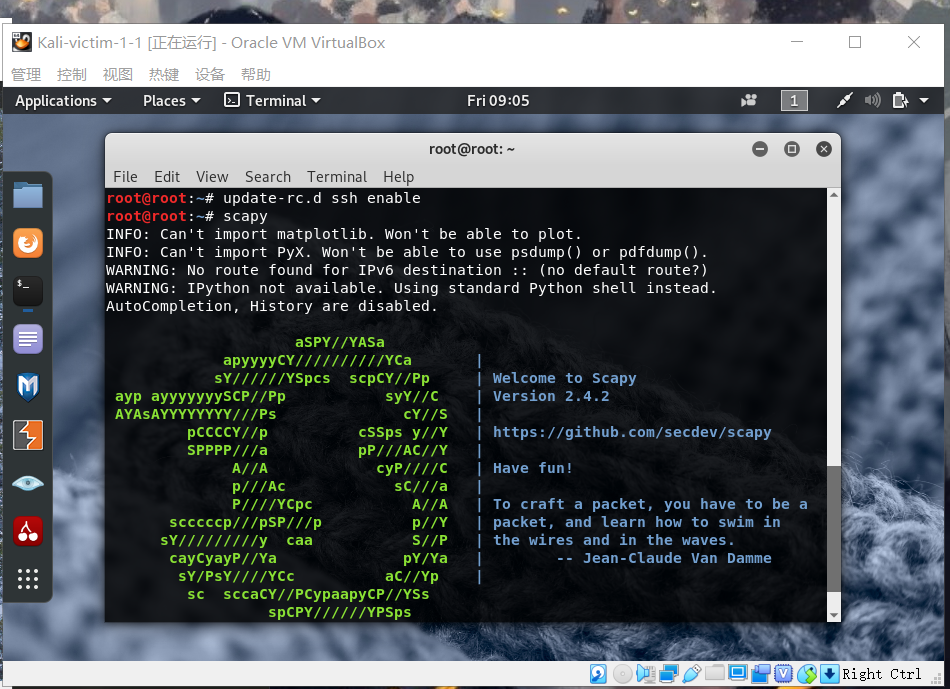 Kali-victim-1-1 [正在运行] - Oracle VM VirtualBox
管理 控制 视图 热键 设备 帮助
Applications Places Terminal Fri 09:05 1
root@root: ~
File Edit View Search Terminal Help
root@root:~# update-rc.d ssh enable
root@root:~# scapy
INFO: Can't import matplotlib. Won't be able to plot.
INFO: Can't import PyX. Won't be able to use psdump() or pdfdump().
WARNING: No route found for IPv6 destination :: (no default route?)
WARNING: IPython not available. Using standard Python shell instead.
AutoCompletion, History are disabled.
                     aSPY//YASa
             apyyyyCY//////////YCa       |
            sY//////YSpcs  scpCY//Pp     | Welcome to Scapy
 ayp ayyyyyyySCP//Pp           syY//C    | Version 2.4.2
 AYAsAYYYYYYYY///Ps              cY//S   |
         pCCCCY//p          cSSps y//Y   | https://github.com/secdev/scapy
         SPPPP///a          pP///AC//Y   |
              A//A            cyP////C   | Have fun!
              p///Ac            sC///a   |
              P////YCpc           A//A   | To craft a packet, you have to be a
       scccccp///pSP///p          p//Y   | packet, and learn how to swim in
      sY/////////y  caa           S//P   | the wires and in the waves.
       cayCyayP//Ya              pY/Ya   |        -- Jean-Claude Van Damme
        sY/PsY////YCc          aC//Yp    |
         sc  sccaCY//PCypaapyCP//YSs
                  spCPY//////YPSps
Right Ctrl